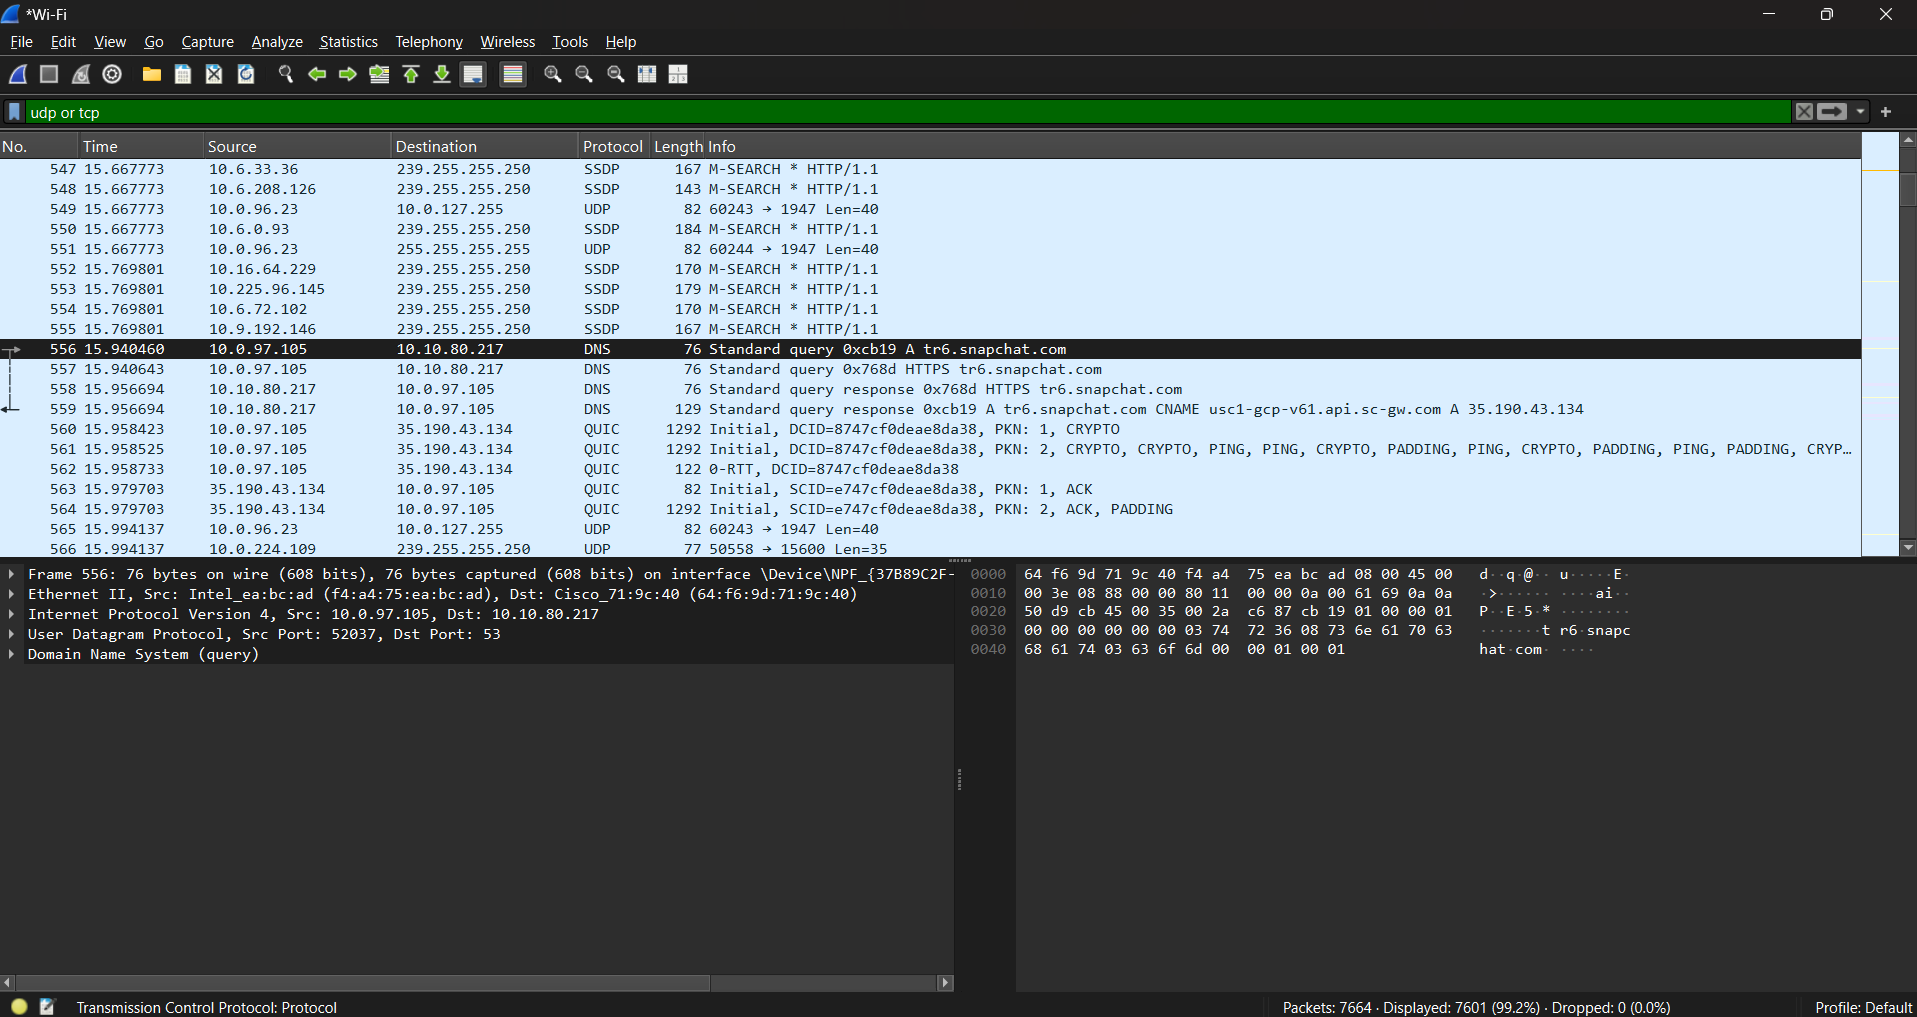 *Wi-Fi
File Edit View Go Capture Analyze Statistics Telephony Wireless Tools Help
udp or tcp
No. Time Source Destination Protocol Length Info
547 15.667773 10.6.33.36 239.255.255.250 SSDP 167 M-SEARCH * HTTP/1.1
548 15.667773 10.6.208.126 239.255.255.250 SSDP 143 M-SEARCH * HTTP/1.1
549 15.667773 10.0.96.23 10.0.127.255 UDP 82 60243 → 1947 Len=40
550 15.667773 10.6.0.93 239.255.255.250 SSDP 184 M-SEARCH * HTTP/1.1
551 15.667773 10.0.96.23 255.255.255.255 UDP 82 60244 → 1947 Len=40
552 15.769801 10.16.64.229 239.255.255.250 SSDP 170 M-SEARCH * HTTP/1.1
553 15.769801 10.225.96.145 239.255.255.250 SSDP 179 M-SEARCH * HTTP/1.1
554 15.769801 10.6.72.102 239.255.255.250 SSDP 170 M-SEARCH * HTTP/1.1
555 15.769801 10.9.192.146 239.255.255.250 SSDP 167 M-SEARCH * HTTP/1.1
556 15.940460 10.0.97.105 10.10.80.217 DNS 76 Standard query 0xcb19 A tr6.snapchat.com
557 15.940643 10.0.97.105 10.10.80.217 DNS 76 Standard query 0x768d HTTPS tr6.snapchat.com
558 15.956694 10.10.80.217 10.0.97.105 DNS 76 Standard query response 0x768d HTTPS tr6.snapchat.com
559 15.956694 10.10.80.217 10.0.97.105 DNS 129 Standard query response 0xcb19 A tr6.snapchat.com CNAME usc1-gcp-v61.api.sc-gw.com A 35.190.43.134
560 15.958423 10.0.97.105 35.190.43.134 QUIC 1292 Initial, DCID=8747cf0deae8da38, PKN: 1, CRYPTO
561 15.958525 10.0.97.105 35.190.43.134 QUIC 1292 Initial, DCID=8747cf0deae8da38, PKN: 2, CRYPTO, CRYPTO, PING, PING, CRYPTO, PADDING, PING, CRYPTO, PADDING, PING, PADDING, CRYP…
562 15.958733 10.0.97.105 35.190.43.134 QUIC 122 0-RTT, DCID=8747cf0deae8da38
563 15.979703 35.190.43.134 10.0.97.105 QUIC 82 Initial, SCID=e747cf0deae8da38, PKN: 1, ACK
564 15.979703 35.190.43.134 10.0.97.105 QUIC 1292 Initial, SCID=e747cf0deae8da38, PKN: 2, ACK, PADDING
565 15.994137 10.0.96.23 10.0.127.255 UDP 82 60243 → 1947 Len=40
566 15.994137 10.0.224.109 239.255.255.250 UDP 77 50558 → 15600 Len=35
Frame 556: 76 bytes on wire (608 bits), 76 bytes captured (608 bits) on interface \Device\NPF_{37B89C2F-
Ethernet II, Src: Intel_ea:bc:ad (f4:a4:75:ea:bc:ad), Dst: Cisco_71:9c:40 (64:f6:9d:71:9c:40)
Internet Protocol Version 4, Src: 10.0.97.105, Dst: 10.10.80.217
User Datagram Protocol, Src Port: 52037, Dst Port: 53
Domain Name System (query)
0000 64 f6 9d 71 9c 40 f4 a4 75 ea bc ad 08 00 45 00 d··q·@·· u·····E·
0010 00 3e 08 88 00 00 80 11 00 00 0a 00 61 69 0a 0a ·>······ ····ai··
0020 50 d9 cb 45 00 35 00 2a c6 87 cb 19 01 00 00 01 P··E·5·* ········
0030 00 00 00 00 00 00 03 74 72 36 08 73 6e 61 70 63 ·······t r6·snapc
0040 68 61 74 03 63 6f 6d 00 00 01 00 01 hat·com· ····
Transmission Control Protocol: Protocol
Packets: 7664 · Displayed: 7601 (99.2%) · Dropped: 0 (0.0%)
Profile: Default